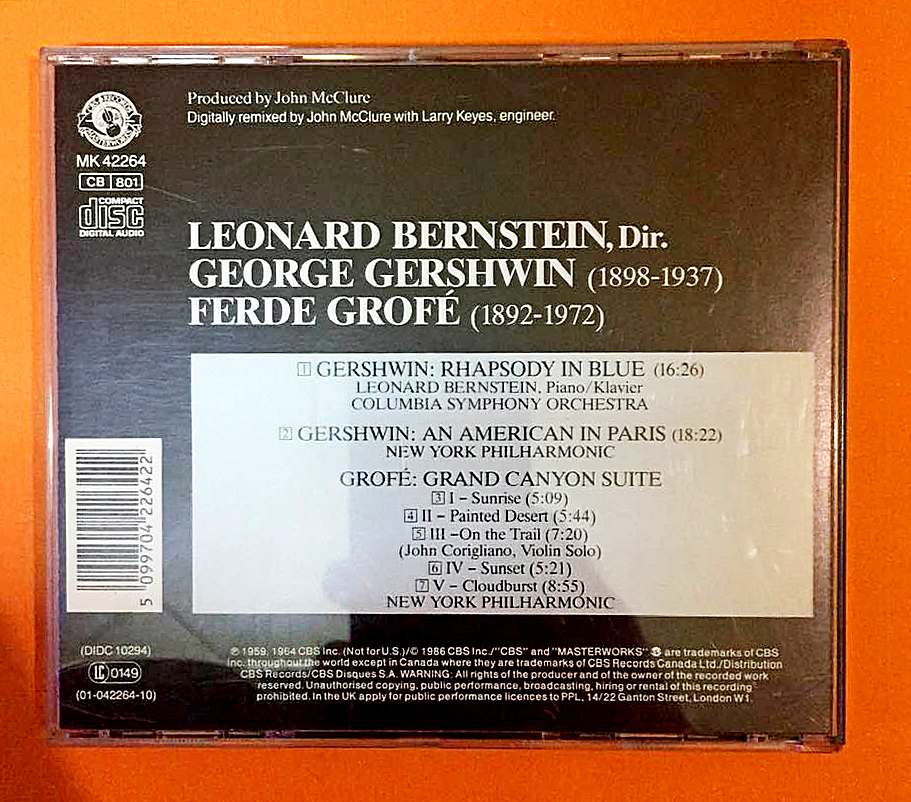 CBS RECORDS
MASTERWORKS
MK 42264
CB 801
COMPACT
disc
DIGITAL AUDIO
Produced by John McClure
Digitally remixed by John McClure with Larry Keyes, engineer.
LEONARD BERNSTEIN, Dir.
GEORGE GERSHWIN (1898-1937)
FERDE GROFÉ (1892-1972)
1 GERSHWIN: RHAPSODY IN BLUE (16:26)
LEONARD BERNSTEIN, Piano/Klavier
COLUMBIA SYMPHONY ORCHESTRA
2 GERSHWIN: AN AMERICAN IN PARIS (18:22)
NEW YORK PHILHARMONIC
GROFÉ: GRAND CANYON SUITE
3 I – Sunrise (5:09)
4 II – Painted Desert (5:44)
5 III –On the Trail (7:20)
(John Corigliano, Violin Solo)
6 IV – Sunset (5:21)
7 V – Cloudburst (8:55)
NEW YORK PHILHARMONIC
5 099704 226422
(DIDC 10294)
LC 0149
(01-042264-10)
℗ 1959, 1964 CBS Inc. (Not for U.S.)/© 1986 CBS Inc./"CBS" and "MASTERWORKS" are trademarks of CBS
Inc. throughout the world except in Canada where they are trademarks of CBS Records Canada Ltd./Distribution
CBS Records/CBS Disques S.A. WARNING: All rights of the producer and of the owner of the recorded work
reserved. Unauthorised copying, public performance, broadcasting, hiring or rental of this recording
prohibited. In the UK apply for public performance licences to PPL, 14/22 Ganton Street, London W1.